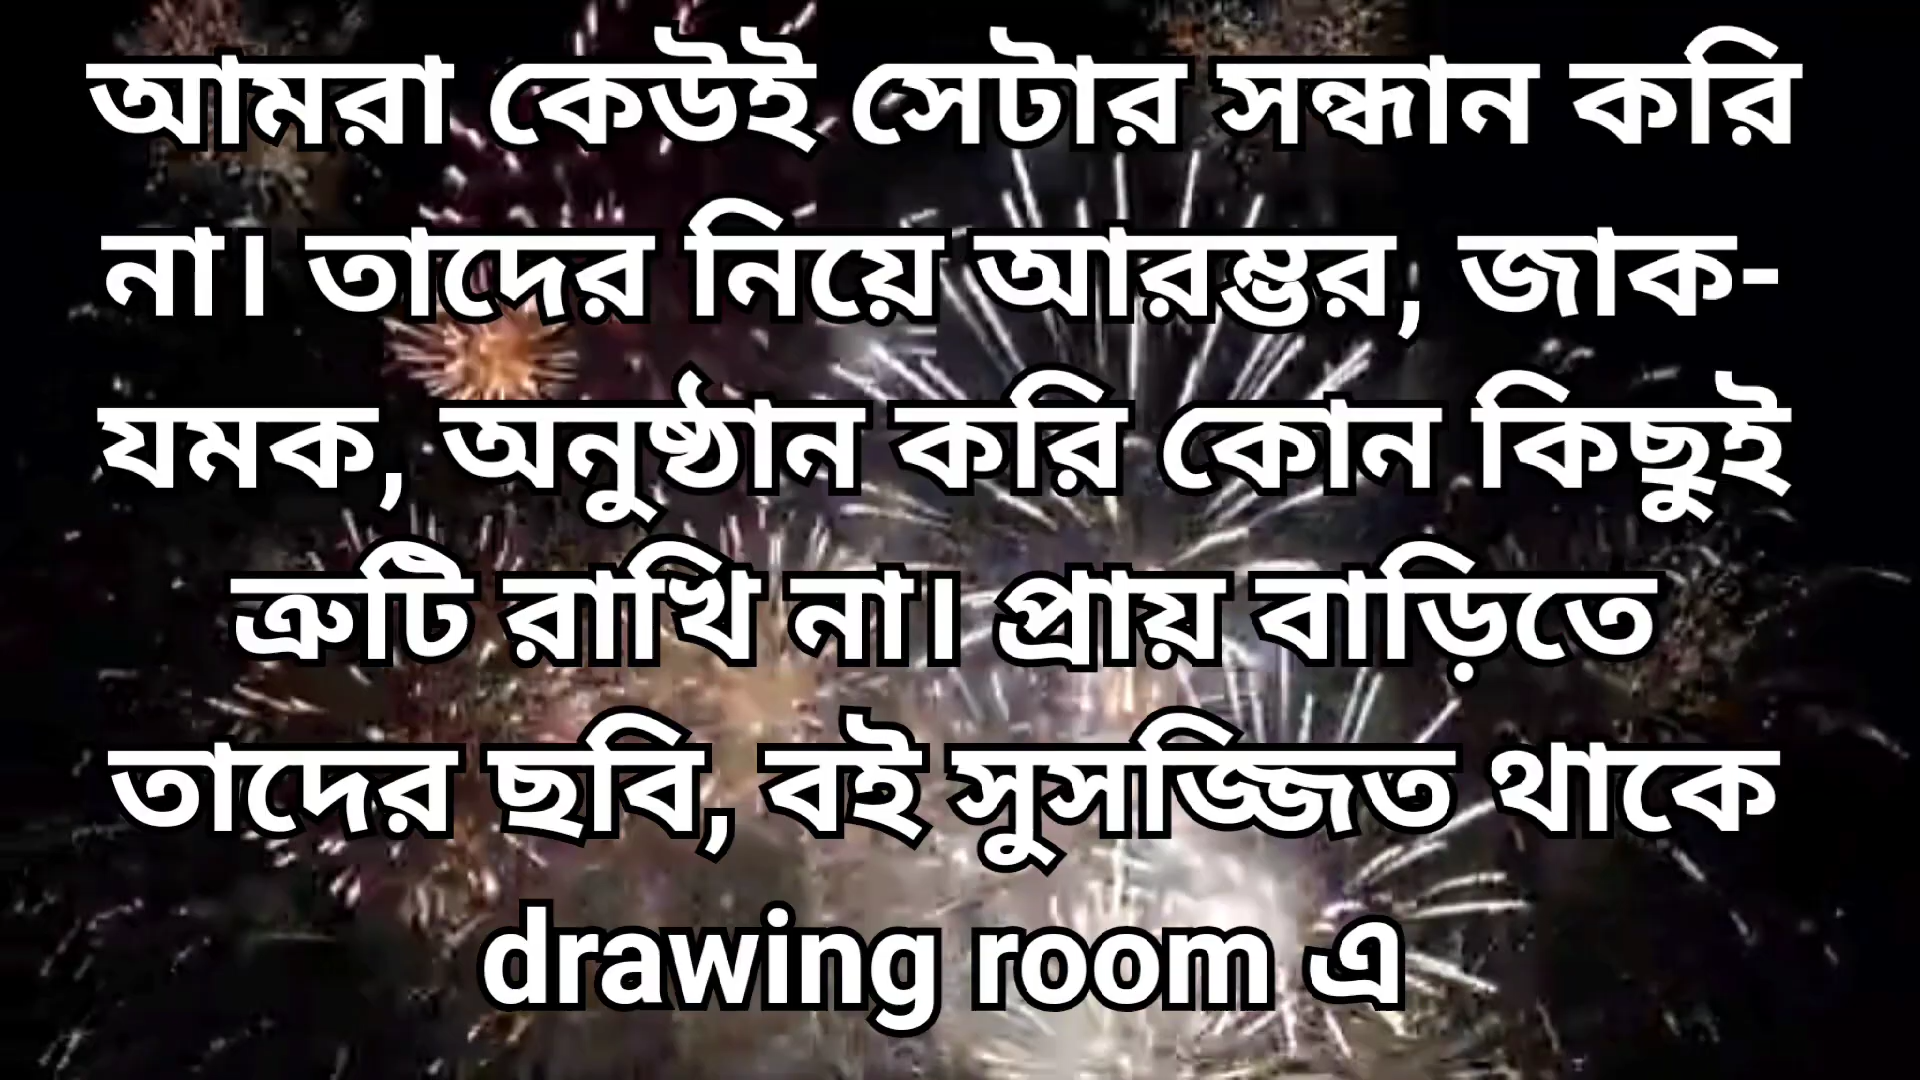 আমরা কেউই সেটার সন্ধান করি
না। তাদের নিয়ে আরম্ভর, জাক-
যমক, অনুষ্ঠান করি কোন কিছুই
ত্রুটি রাখি না। প্রায় বাড়িতে
তাদের ছবি, বই সুসজ্জিত থাকে
drawing room এ